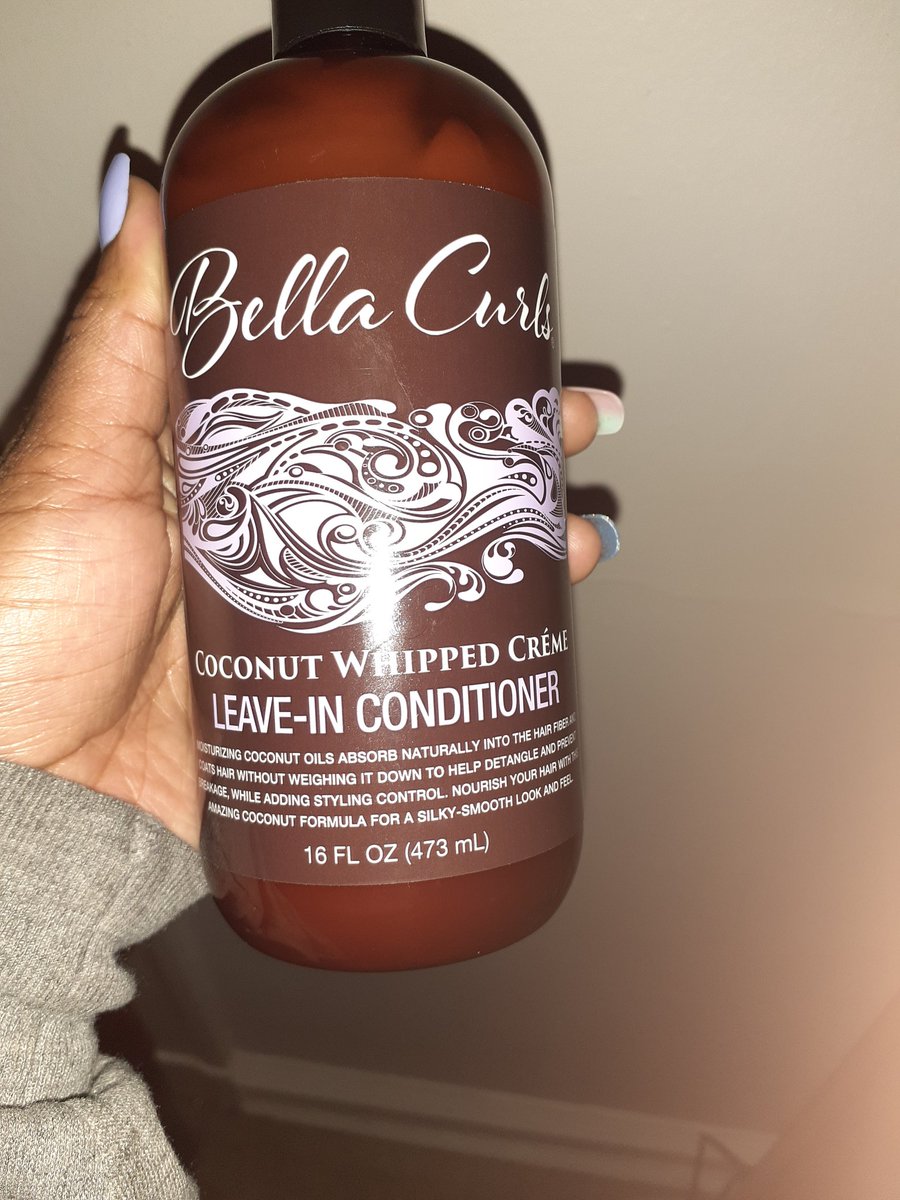 Bella Curls
COCONUT WHIPPED CRÉME
LEAVE-IN CONDITIONER
MOISTURIZING COCONUT OILS ABSORB NATURALLY INTO THE HAIR FIBER AND
COATS HAIR WITHOUT WEIGHING IT DOWN TO HELP DETANGLE AND PREVENT
BREAKAGE, WHILE ADDING STYLING CONTROL. NOURISH YOUR HAIR WITH THIS
AMAZING COCONUT FORMULA FOR A SILKY-SMOOTH LOOK AND FEEL.
16 FL OZ (473 mL)